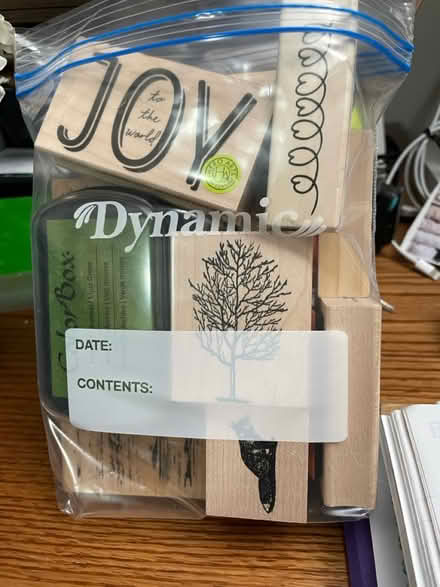 JOY
to
the
world
Dynamic
ColorBox
DATE:
CONTENTS: